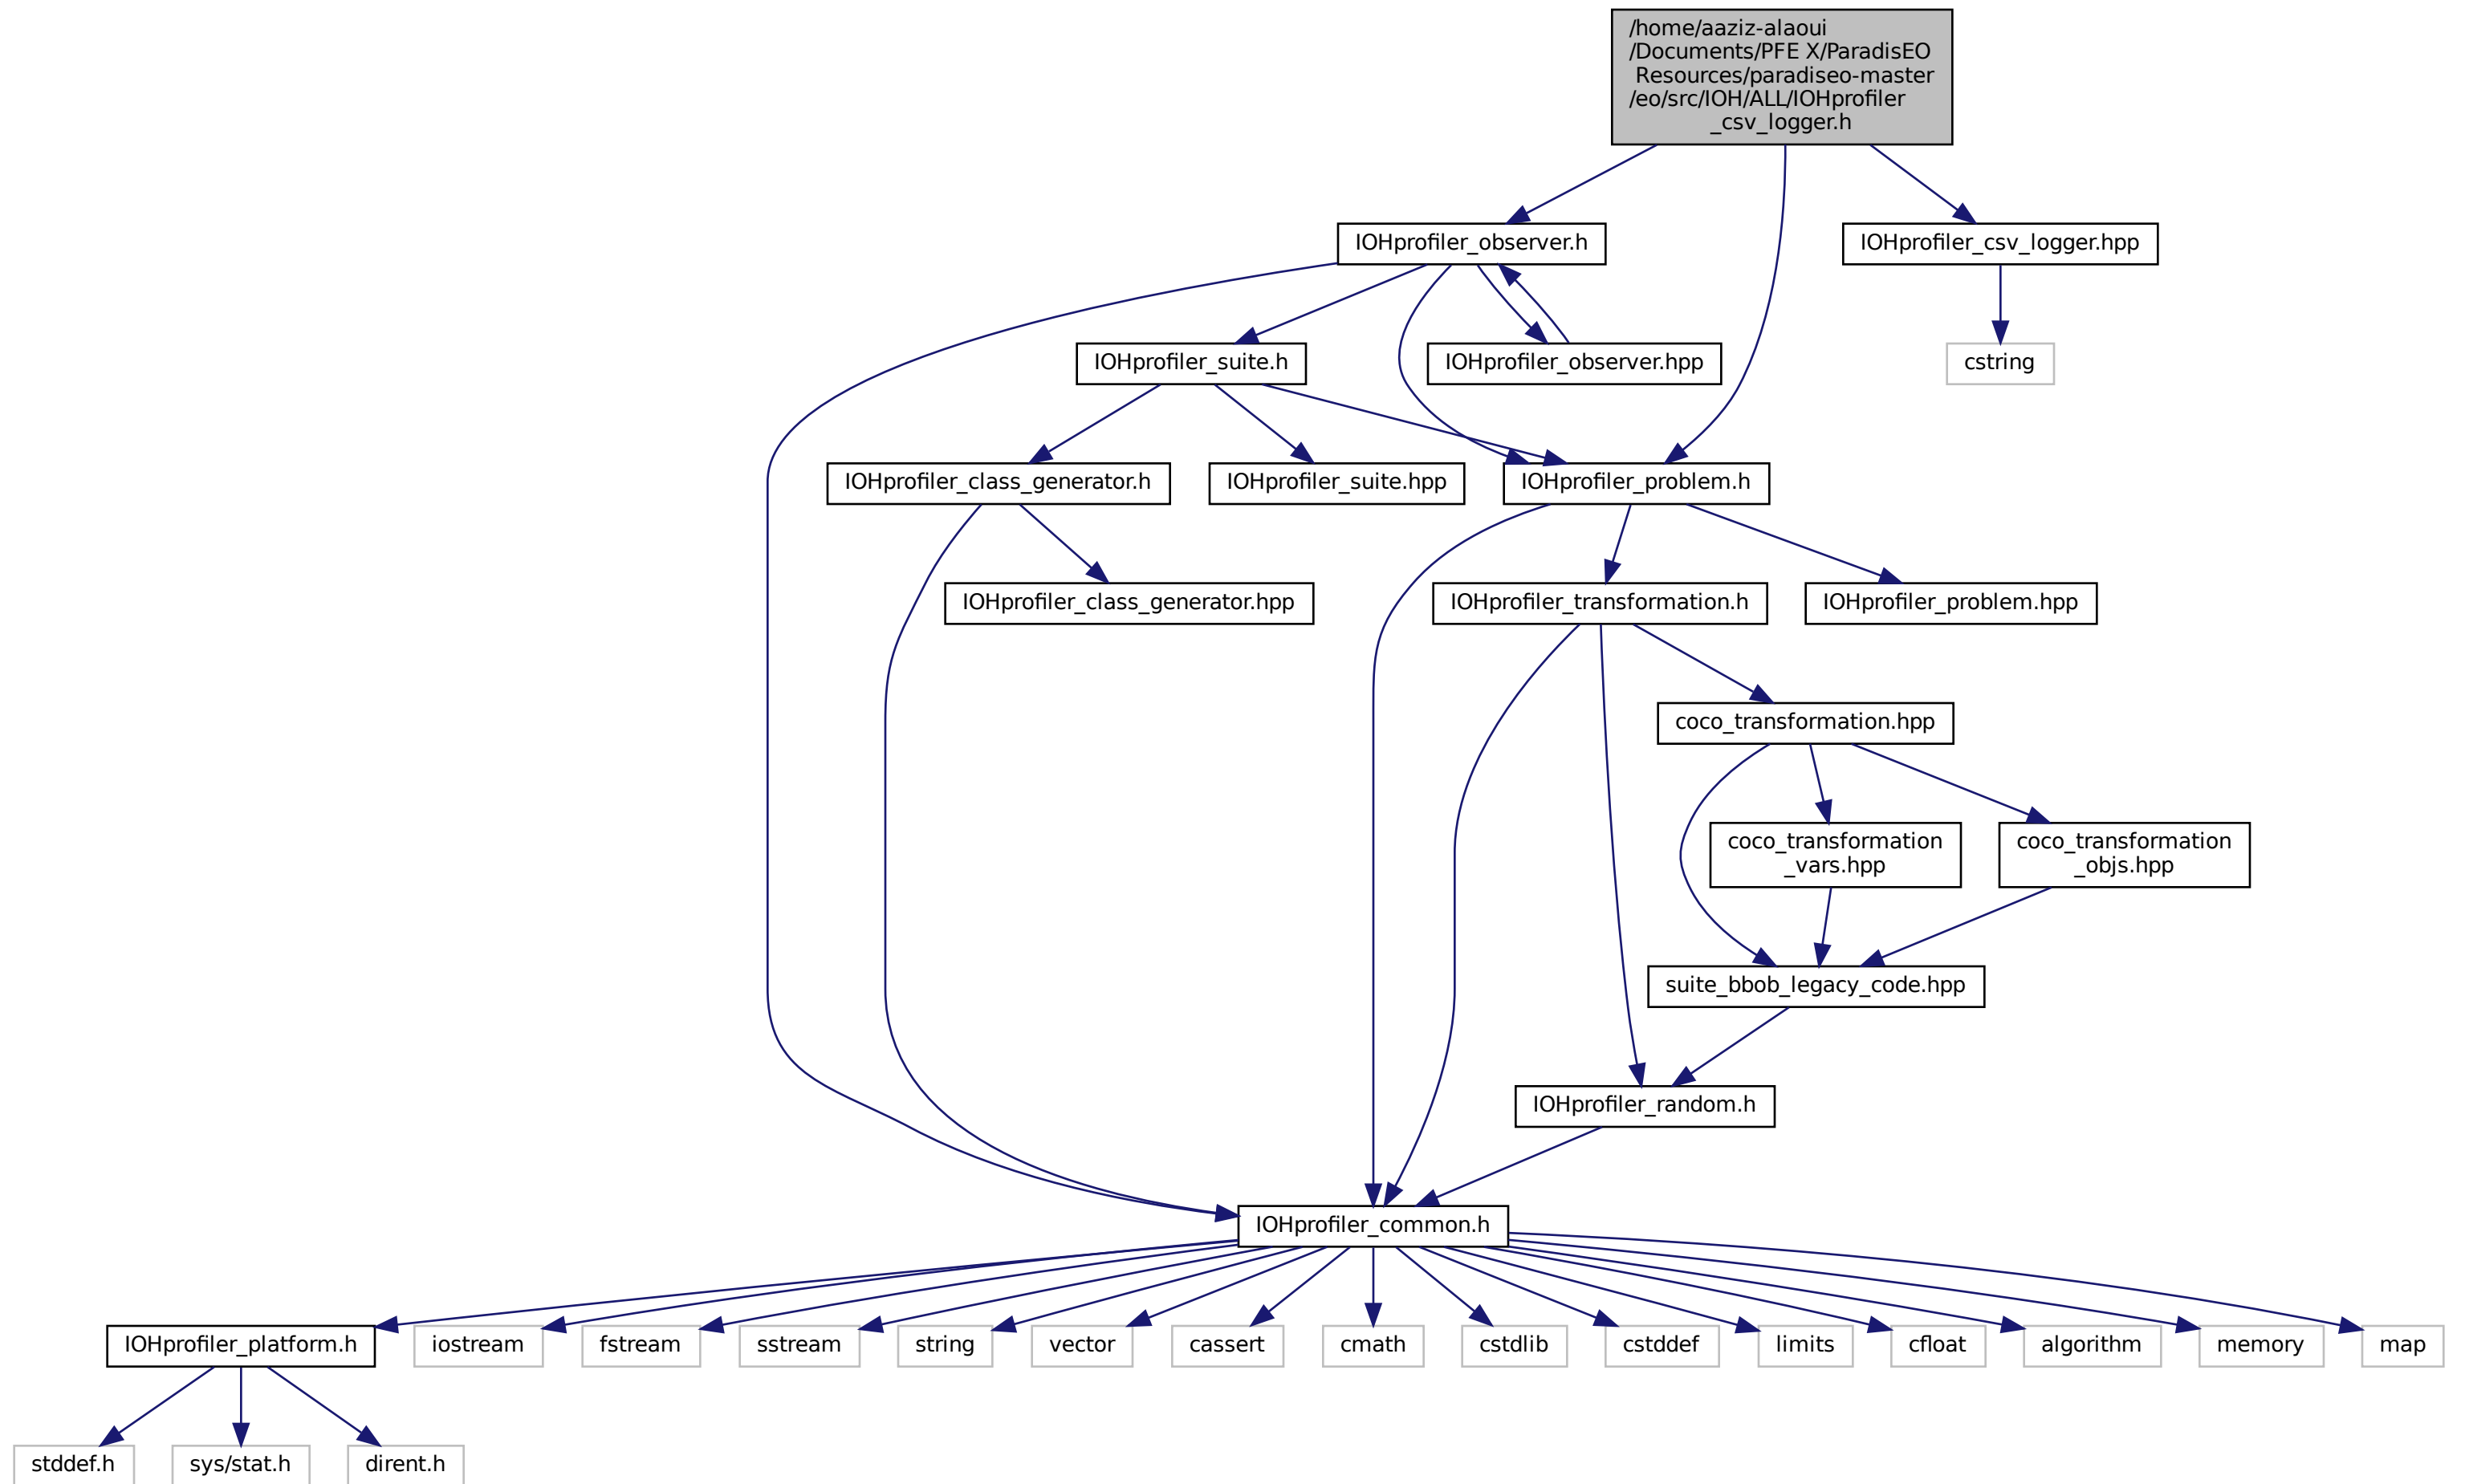 /home/aaziz-alaoui
/Documents/PFE X/ParadisEO
Resources/paradiseo-master
/eo/src/IOH/ALL/IOHprofiler
_csv_logger.h
IOHprofiler_observer.h
IOHprofiler_csv_logger.hpp
IOHprofiler_suite.h
IOHprofiler_observer.hpp
cstring
IOHprofiler_class_generator.h
IOHprofiler_suite.hpp
IOHprofiler_problem.h
IOHprofiler_class_generator.hpp
IOHprofiler_transformation.h
IOHprofiler_problem.hpp
coco_transformation.hpp
coco_transformation
_vars.hpp
coco_transformation
_objs.hpp
suite_bbob_legacy_code.hpp
IOHprofiler_random.h
IOHprofiler_common.h
IOHprofiler_platform.h
iostream
fstream
sstream
string
vector
cassert
cmath
cstdlib
cstddef
limits
cfloat
algorithm
memory
map
stddef.h
sys/stat.h
dirent.h